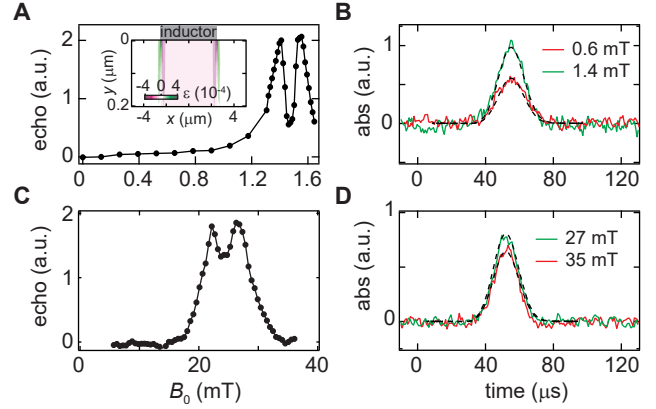 A
inductor
echo (a.u.)
2
1
0
y (μm)
0
0.2
-4 0 4 ε (10⁻⁴)
-4 0 4
x (μm)
0 0.4 0.8 1.2 1.6
B
abs (a.u.)
1
0
0.6 mT
1.4 mT
0 40 80 120
C
echo (a.u.)
2
1
0
0 20 40
B₀ (mT)
D
abs (a.u.)
1
0
27 mT
35 mT
0 40 80 120
time (μs)